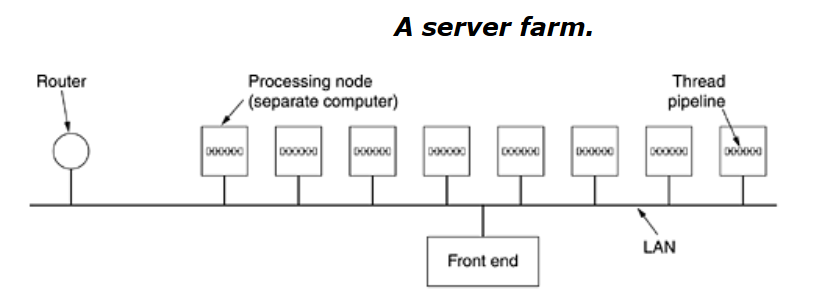 A server farm.
Router
Processing node
(separate computer)
Thread
pipeline
LAN
Front end